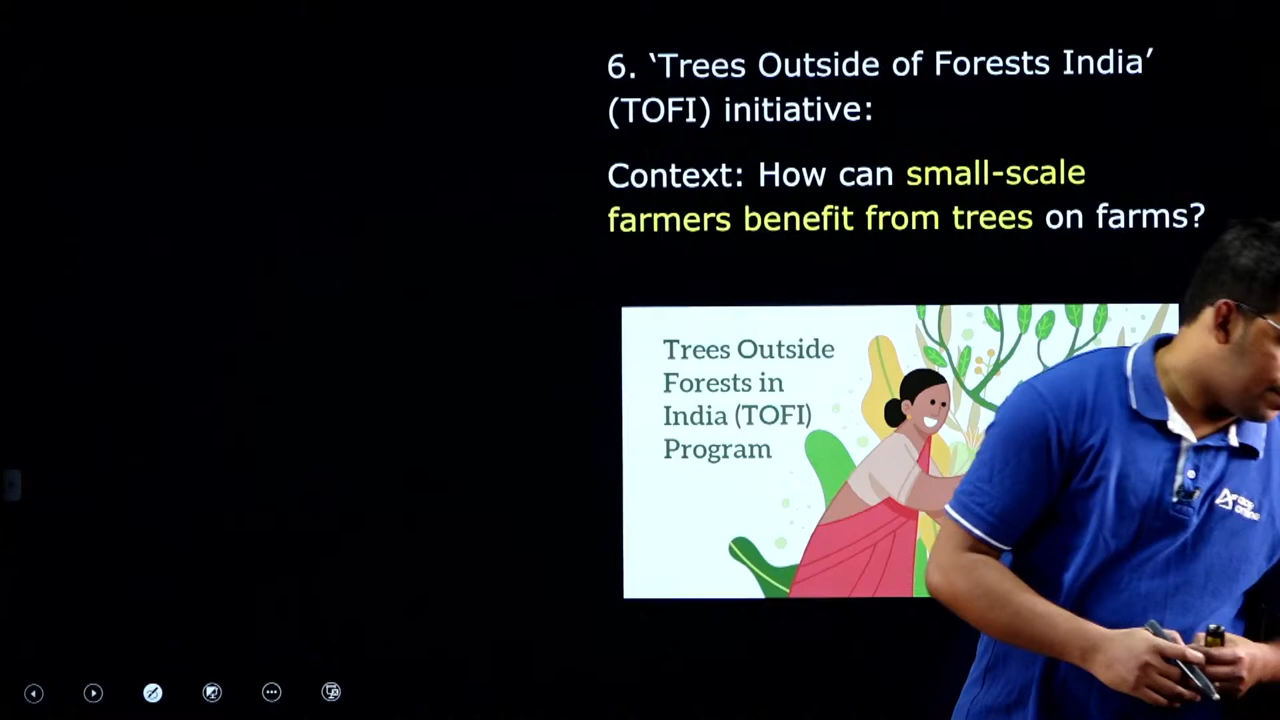 6. ‘Trees Outside of Forests India’
(TOFI) initiative:
Context: How can small-scale
farmers benefit from trees on farms?
Trees Outside
Forests in
India (TOFI)
Program